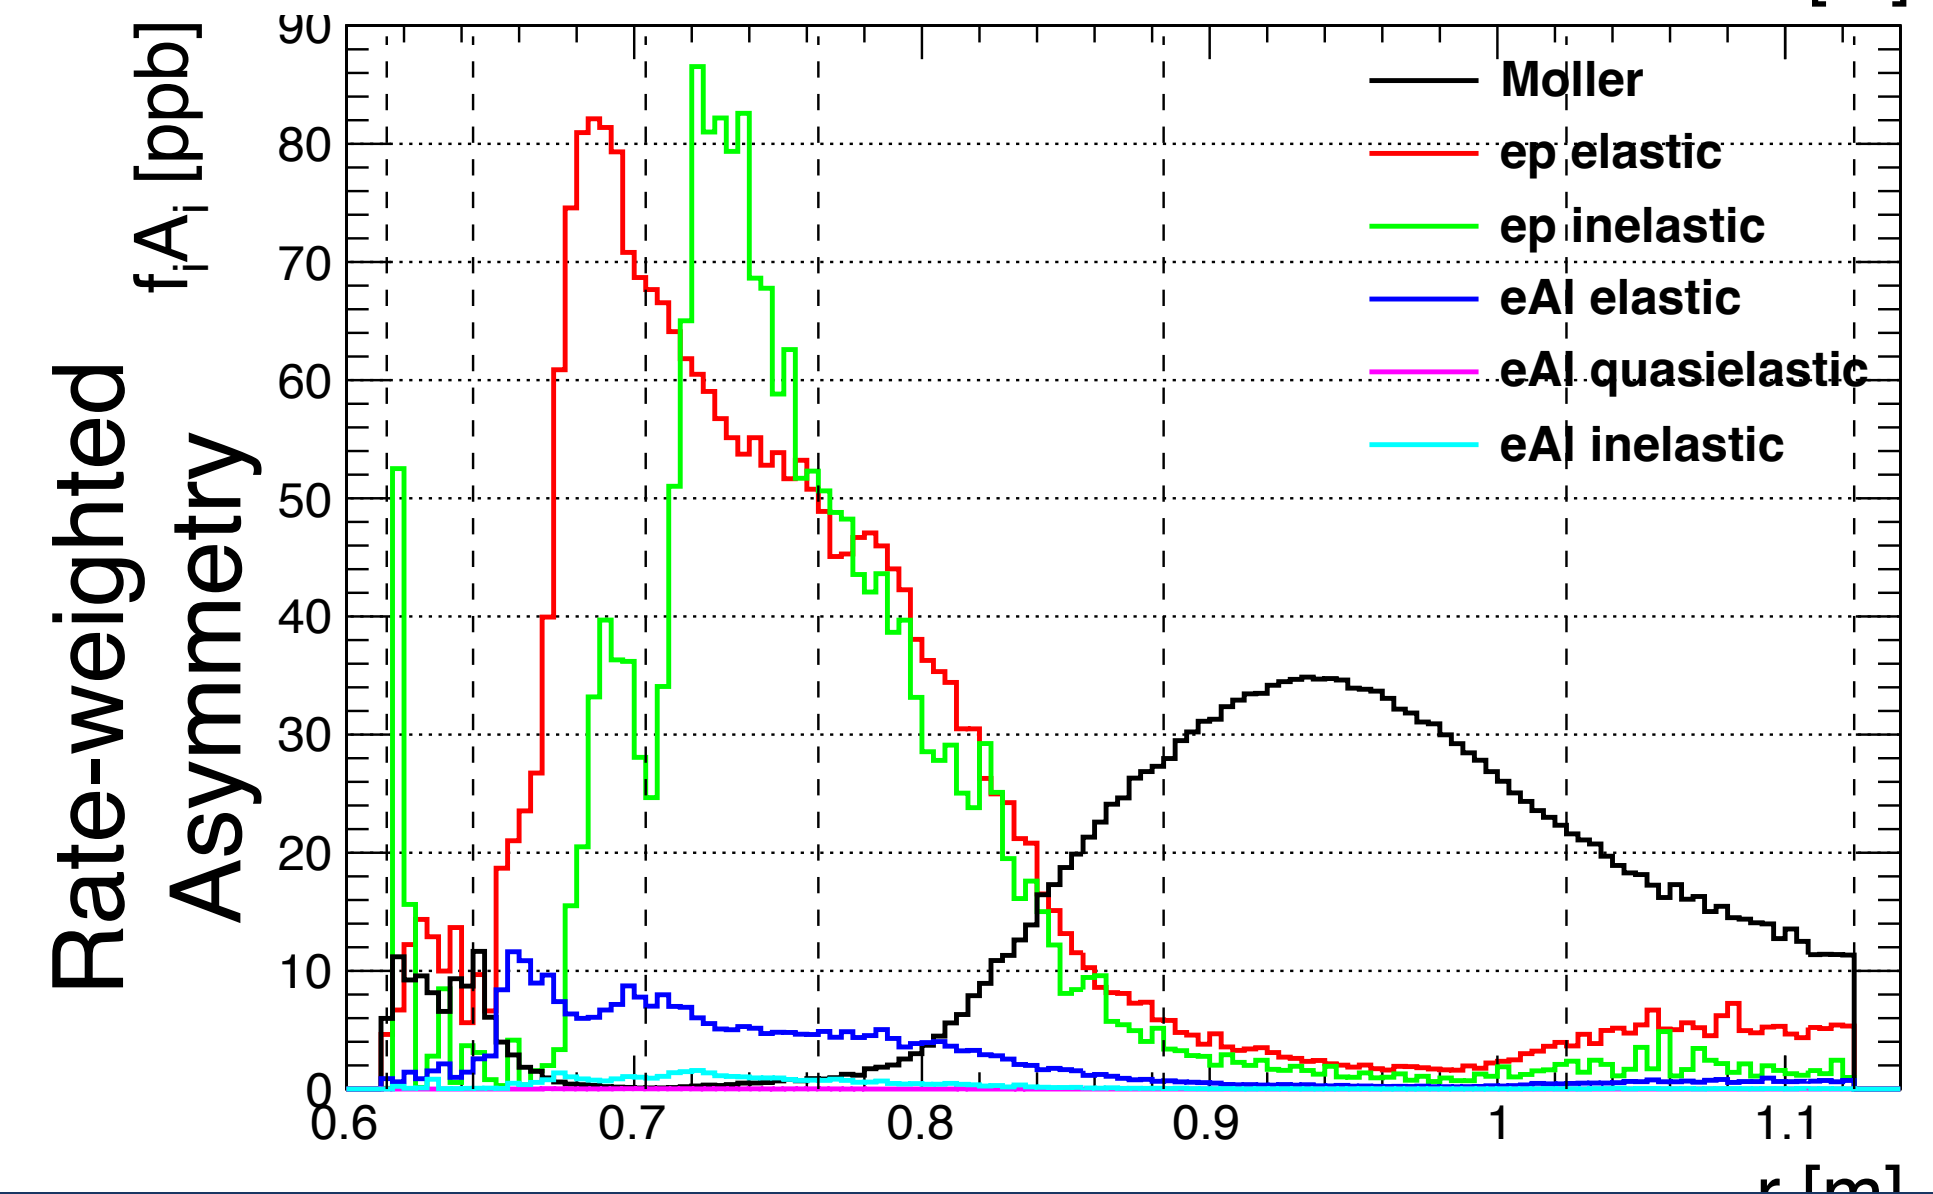 Rate-weighted
Asymmetry
fᵢAᵢ [ppb]
90
80
70
60
50
40
30
20
10
0
Moller
ep elastic
ep inelastic
eAl elastic
eAl quasielastic
eAl inelastic
0.6
0.7
0.8
0.9
1
1.1
r [m]